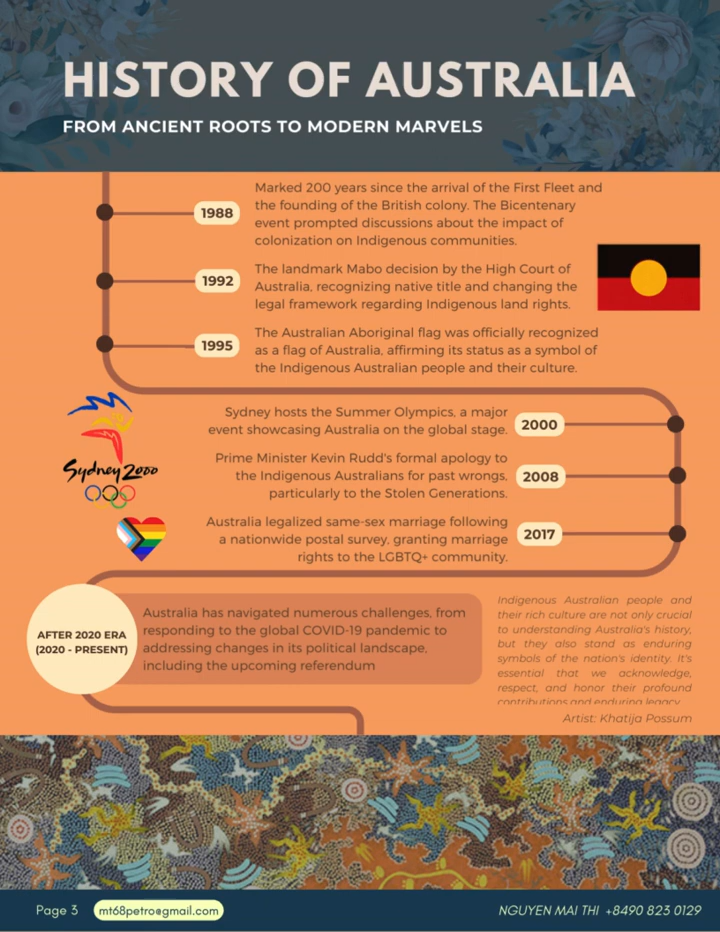 HISTORY OF AUSTRALIA
FROM ANCIENT ROOTS TO MODERN MARVELS
1988
Marked 200 years since the arrival of the First Fleet and
the founding of the British colony. The Bicentenary
event prompted discussions about the impact of
colonization on Indigenous communities.
1992
The landmark Mabo decision by the High Court of
Australia, recognizing native title and changing the
legal framework regarding Indigenous land rights.
1995
The Australian Aboriginal flag was officially recognized
as a flag of Australia, affirming its status as a symbol of
the Indigenous Australian people and their culture.
Sydney 2000
Sydney hosts the Summer Olympics, a major
event showcasing Australia on the global stage.
2000
Prime Minister Kevin Rudd's formal apology to
the Indigenous Australians for past wrongs,
particularly to the Stolen Generations.
2008
Australia legalized same-sex marriage following
a nationwide postal survey, granting marriage
rights to the LGBTQ+ community.
2017
AFTER 2020 ERA
(2020 - PRESENT)
Australia has navigated numerous challenges, from
responding to the global COVID-19 pandemic to
addressing changes in its political landscape,
including the upcoming referendum
Indigenous Australian people and
their rich culture are not only crucial
to understanding Australia's history,
but they also stand as enduring
symbols of the nation's identity. It's
essential that we acknowledge,
respect, and honor their profound
contributions and enduring legacy
Artist: Khatija Possum
Page 3
mt68petro@gmail.com
NGUYEN MAI THI +8490 823 0129